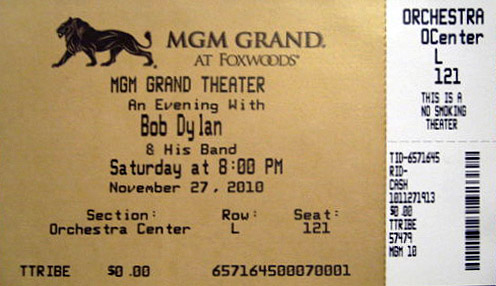 MGM GRAND®
AT FOXWOODS®
MGM GRAND THEATER
An Evening With
Bob Dylan
& His Band
Saturday at 8:00 PM
November 27, 2010
Section: Row: Seat:
Orchestra Center L 121
TTRIBE $0.00 657164500070001
ORCHESTRA
OCenter
L
121
THIS IS A
NO SMOKING
THEATER
TID-6571645
RID-
CASH
1011271913
$0.00
TTRIBE
57479
MGM 10